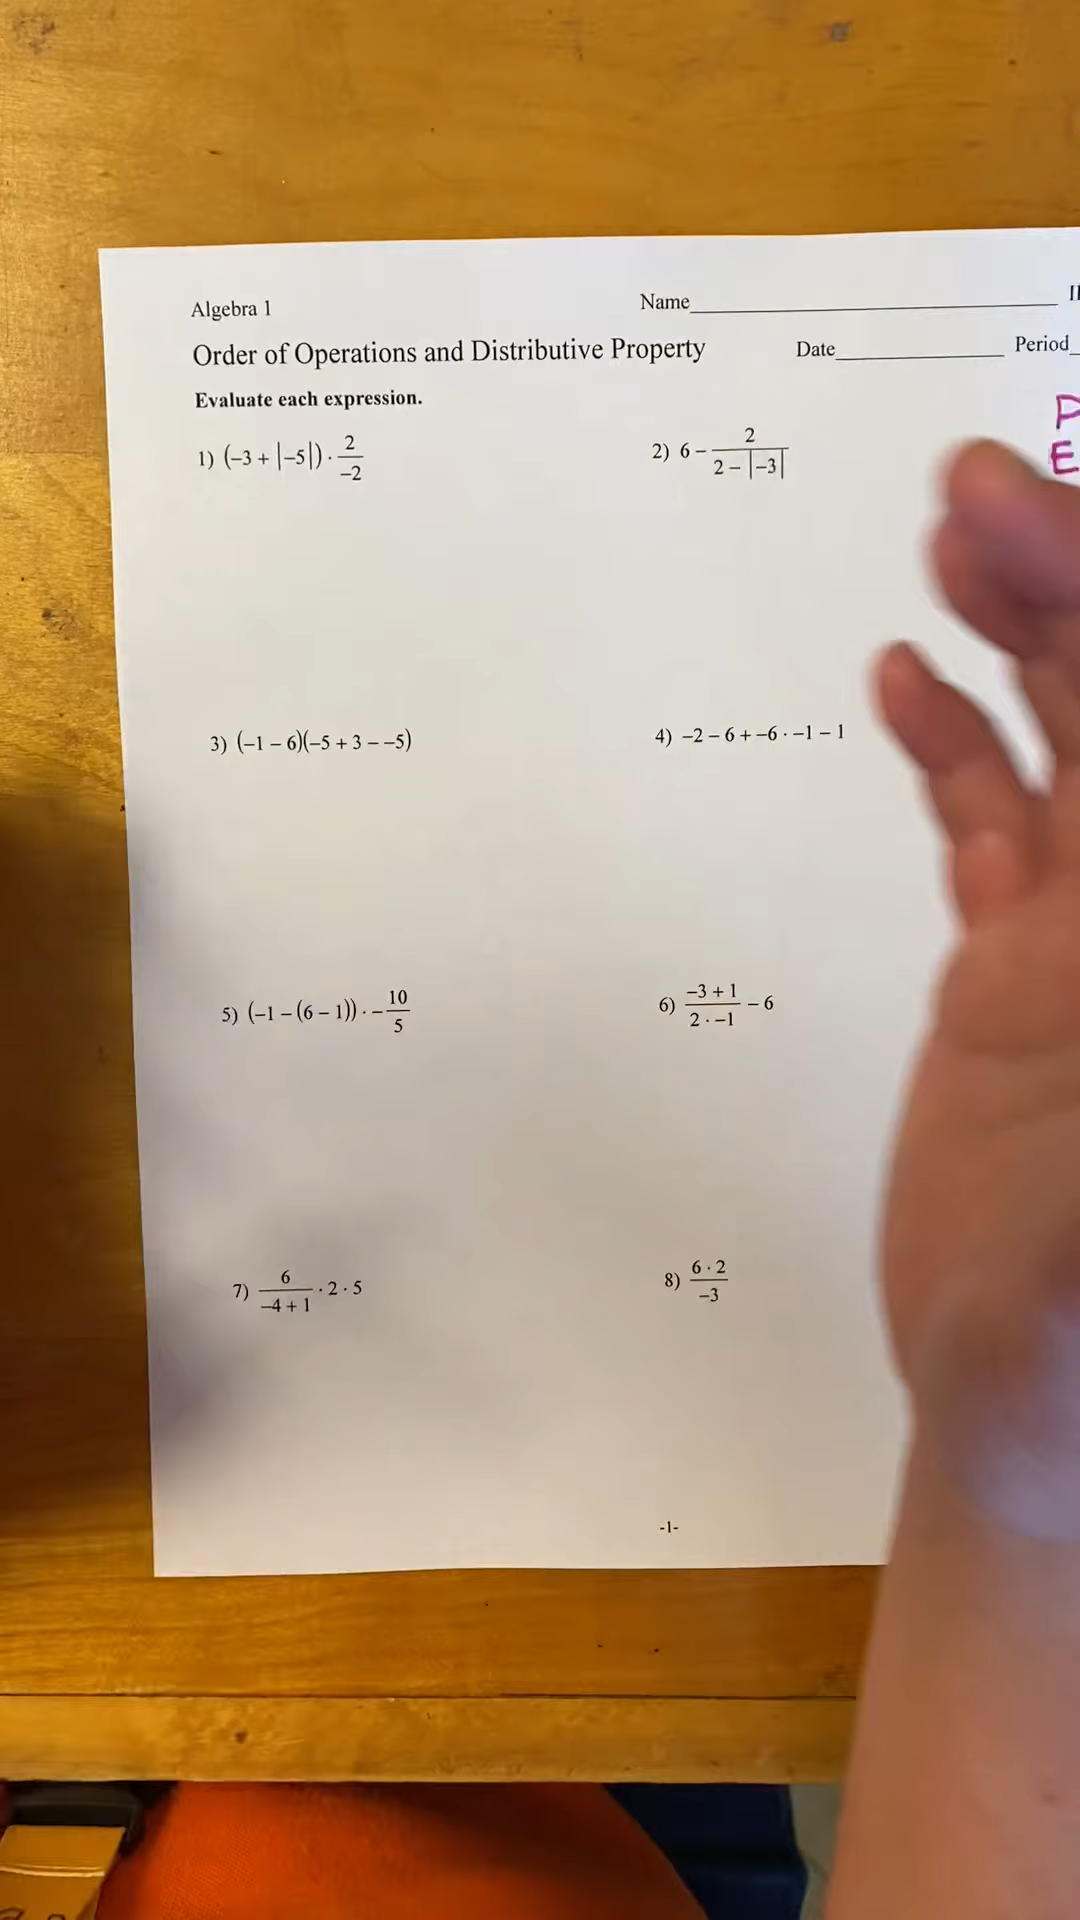 Algebra 1
Name
Order of Operations and Distributive Property
Date
Period
Evaluate each expression.
P
E
1) (–3 + |–5|) · 2/–2
2) 6 – 2/(2 – |–3|)
3) (–1 – 6)(–5 + 3 – –5)
4) –2 – 6 + –6 · –1 – 1
5) (–1 – (6 – 1)) · – 10/5
6) (–3 + 1)/(2 · –1) – 6
7) 6/(–4 + 1) · 2 · 5
8) (6 · 2)/–3
-1-